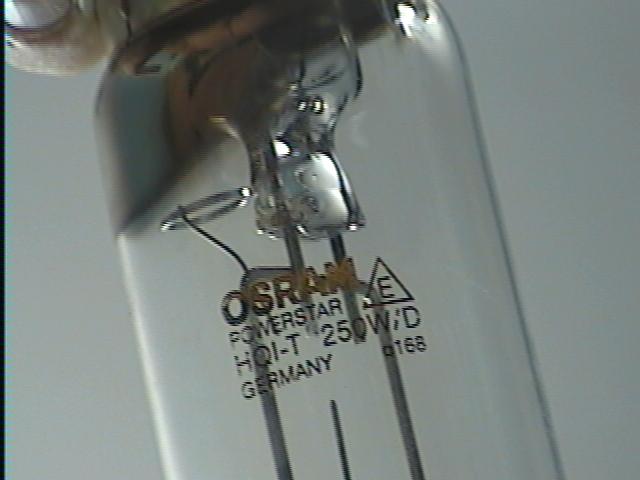 OSRAM E
POWERSTAR
HQI-T 250W/D
GERMANY 0168